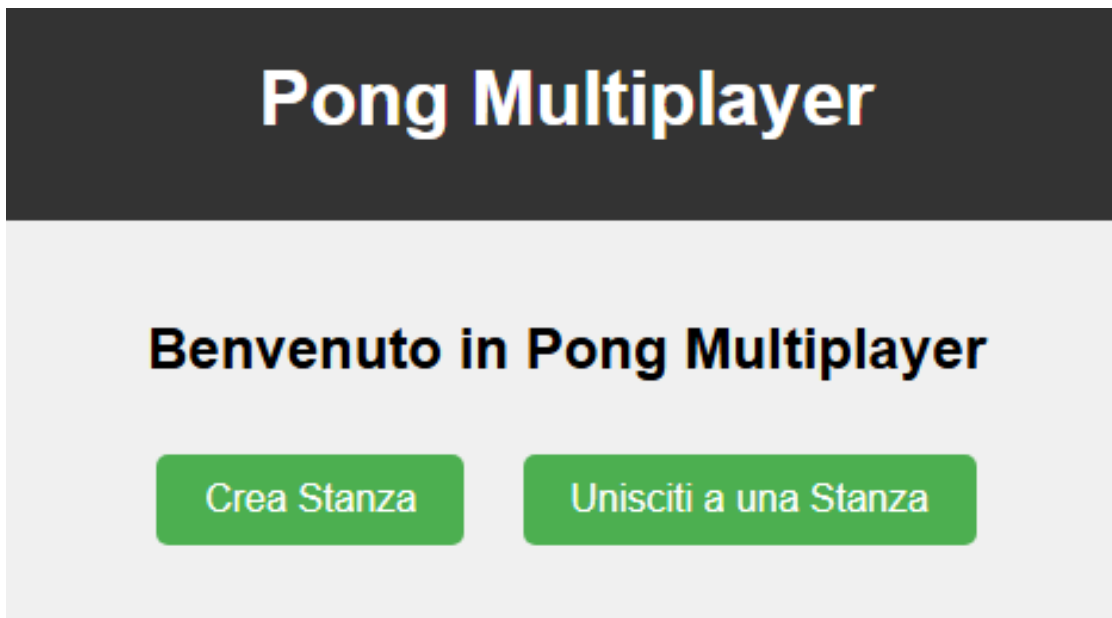 Pong Multiplayer
Benvenuto in Pong Multiplayer
Crea Stanza
Unisciti a una Stanza